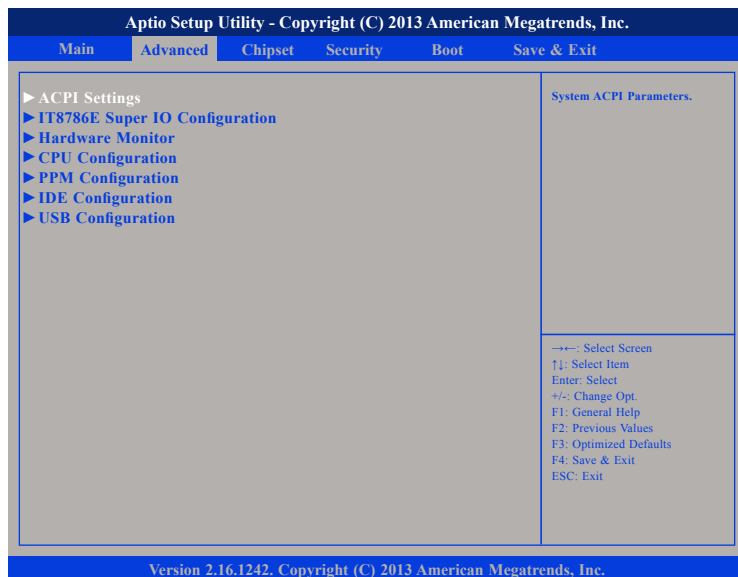 Aptio Setup Utility - Copyright (C) 2013 American Megatrends, Inc.
Main Advanced Chipset Security Boot Save & Exit
►ACPI Settings
►IT8786E Super IO Configuration
►Hardware Monitor
►CPU Configuration
►PPM Configuration
►IDE Configuration
►USB Configuration
System ACPI Parameters.
→←: Select Screen
↑↓: Select Item
Enter: Select
+/-: Change Opt.
F1: General Help
F2: Previous Values
F3: Optimized Defaults
F4: Save & Exit
ESC: Exit
Version 2.16.1242. Copyright (C) 2013 American Megatrends, Inc.